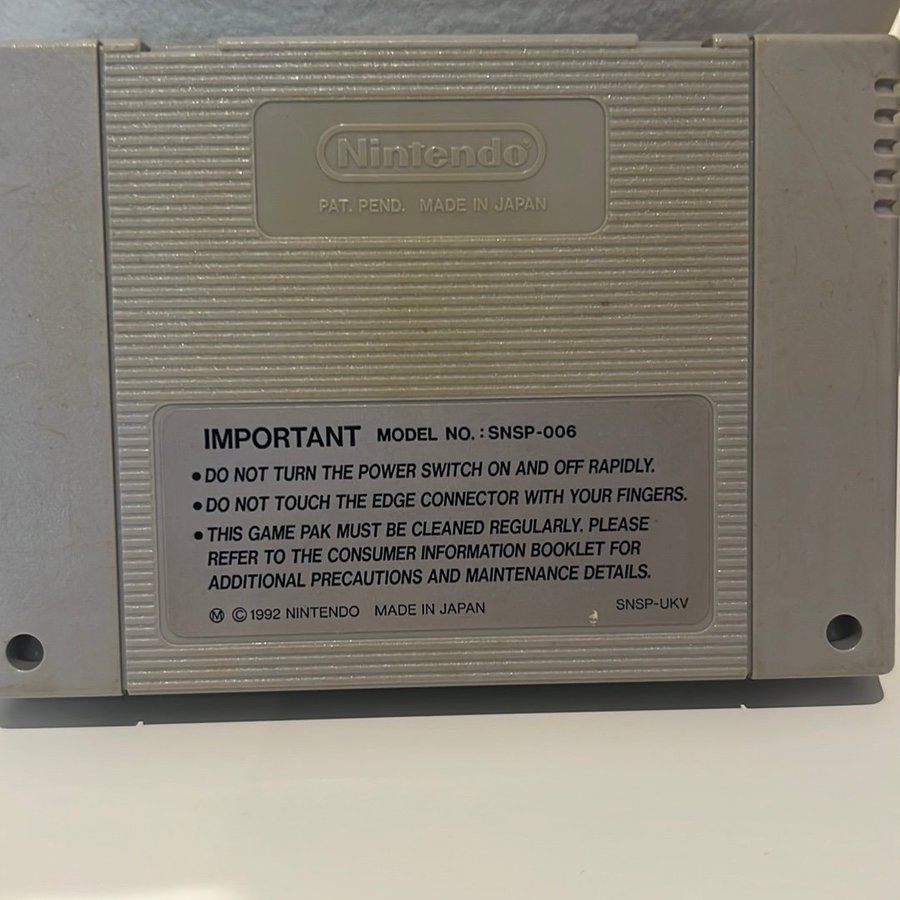 Nintendo
PAT. PEND. MADE IN JAPAN
IMPORTANT MODEL NO. : SNSP-006
• DO NOT TURN THE POWER SWITCH ON AND OFF RAPIDLY.
• DO NOT TOUCH THE EDGE CONNECTOR WITH YOUR FINGERS.
• THIS GAME PAK MUST BE CLEANED REGULARLY. PLEASE
REFER TO THE CONSUMER INFORMATION BOOKLET FOR
ADDITIONAL PRECAUTIONS AND MAINTENANCE DETAILS.
Ⓜ © 1992 NINTENDO MADE IN JAPAN SNSP-UKV